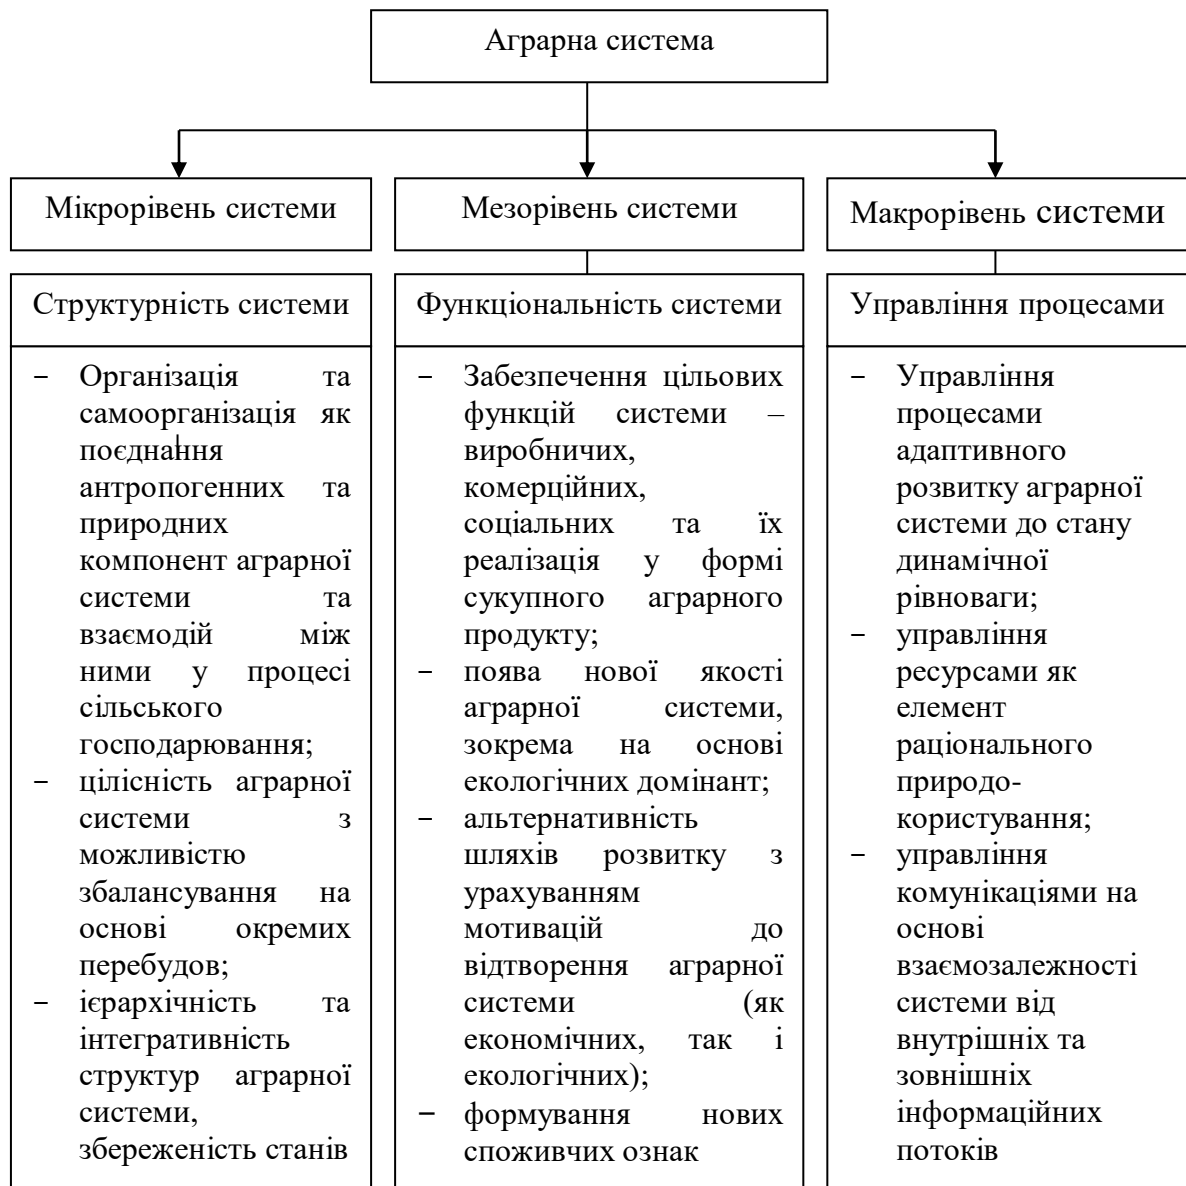 Аграрна система
Мікрорівень системи
Мезорівень системи
Макрорівень системи
Структурність системи
Функціональність системи
Управління процесами
− Організація та
самоорганізація як
поєднання
антропогенних та
природних
компонент аграрної
системи та
взаємодій між
ними у процесі
сільського
господарювання;
− цілісність аграрної
системи з
можливістю
збалансування на
основі окремих
перебудов;
− ієрархічність та
інтегративність
структур аграрної
системи,
збереженість станів
− Забезпечення цільових
функцій системи –
виробничих,
комерційних,
соціальних та їх
реалізація у формі
сукупного аграрного
продукту;
− поява нової якості
аграрної системи,
зокрема на основі
екологічних домінант;
− альтернативність
шляхів розвитку з
урахуванням
мотивацій до
відтворення аграрної
системи (як
економічних, так і
екологічних);
− формування нових
споживчих ознак
− Управління
процесами
адаптивного
розвитку аграрної
системи до стану
динамічної
рівноваги;
− управління
ресурсами як
елемент
раціонального
природо-
користування;
− управління
комунікаціями на
основі
взаємозалежності
системи від
внутрішніх та
зовнішніх
інформаційних
потоків